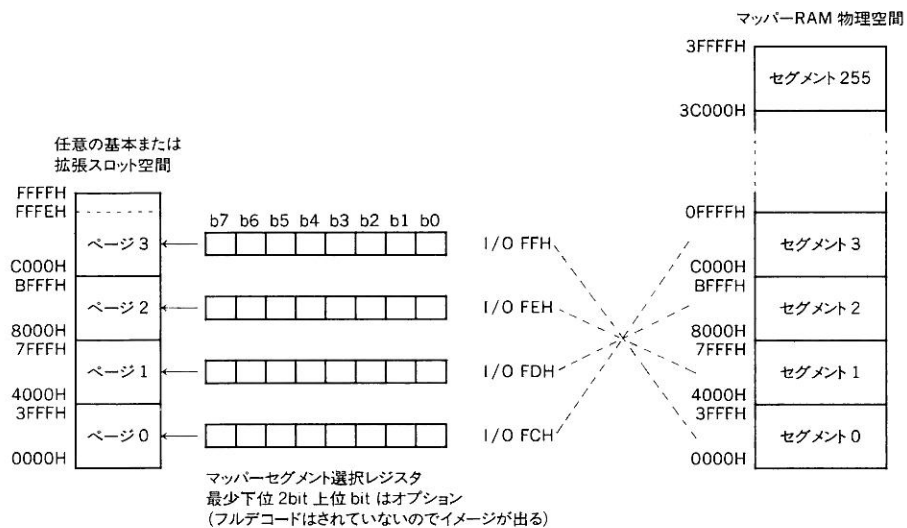 マッパーRAM 物理空間
3FFFFH
セグメント 255
3C000H
任意の基本または
拡張スロット空間
FFFFH
FFFEH
ページ 3
C000H
BFFFH
ページ 2
8000H
7FFFH
ページ 1
4000H
3FFFH
ページ 0
0000H
b7 b6 b5 b4 b3 b2 b1 b0
I/O FFH
I/O FEH
I/O FDH
I/O FCH
0FFFFH
セグメント 3
C000H
BFFFH
セグメント 2
8000H
7FFFH
セグメント 1
4000H
3FFFH
セグメント 0
0000H
マッパーセグメント選択レジスタ
最少下位 2bit 上位 bit はオプション
(フルデコードはされていないのでイメージが出る)